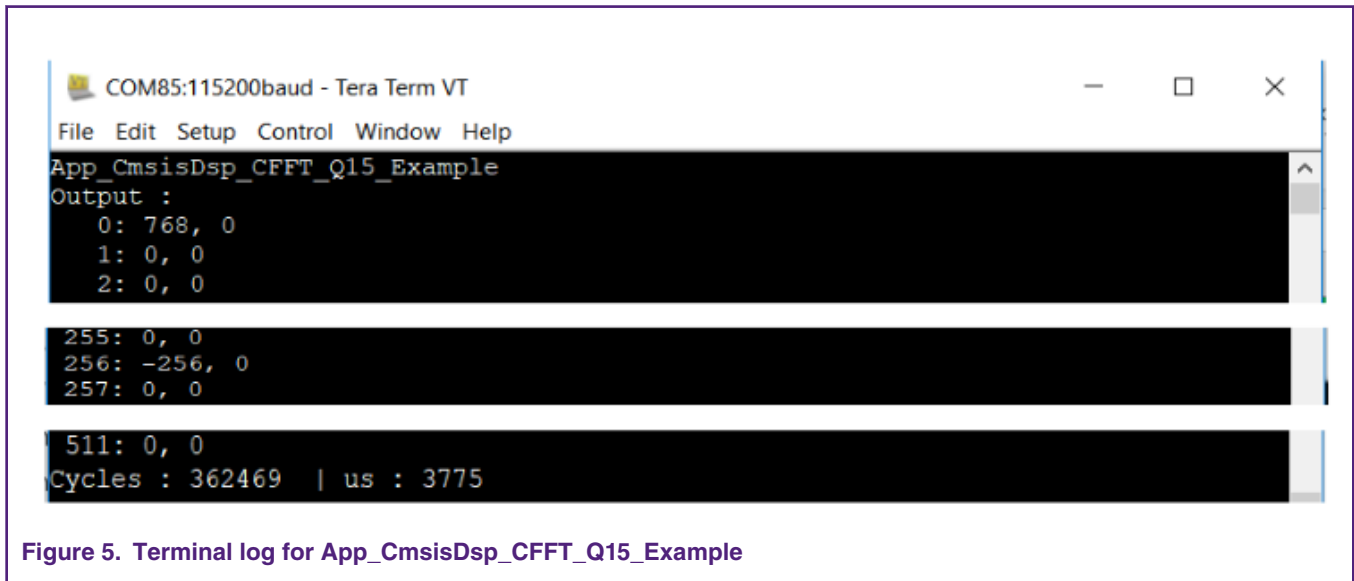 COM85:115200baud - Tera Term VT
File Edit Setup Control Window Help
App_CmsisDsp_CFFT_Q15_Example
Output :
0: 768, 0
1: 0, 0
2: 0, 0
255: 0, 0
256: -256, 0
257: 0, 0
511: 0, 0
Cycles : 362469 | us : 3775
Figure 5. Terminal log for App_CmsisDsp_CFFT_Q15_Example